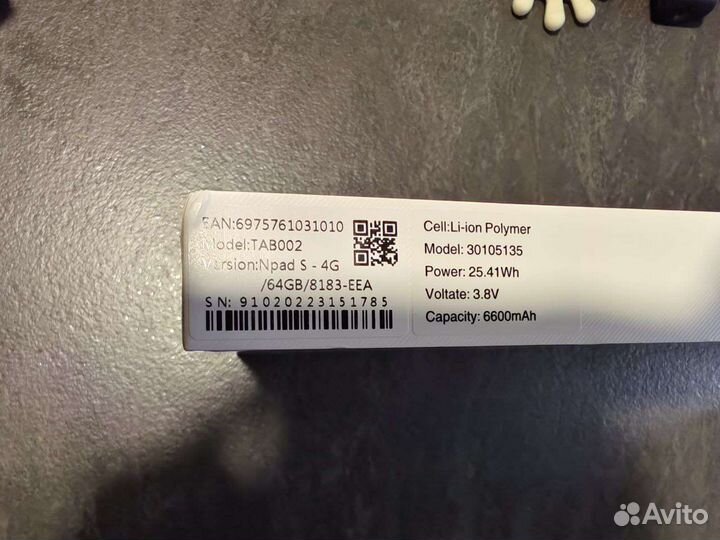 EAN:6975761031010
Model:TAB002
Version:Npad S - 4G
/64GB/8183-EEA
SN: 91020223151785
Cell:Li-ion Polymer
Model: 30105135
Power: 25.41Wh
Voltate: 3.8V
Capacity: 6600mAh
Avito